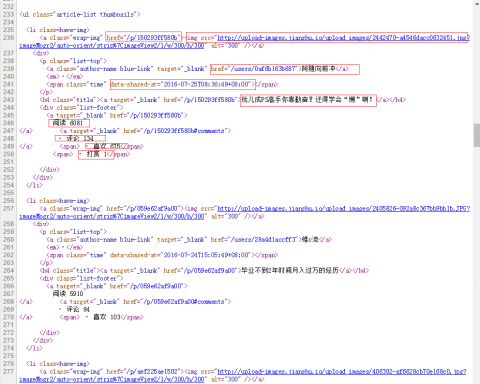 232
<ul class="article-list thumbnails">
234
235 <li class=have-img>
236 <a class="wrap-img" href="/p/150293ff580b"><img src="http://upload-images.jianshu.io/upload_images/2442470-a4546dacc0632451.jpg?
imageMogr2/auto-orient/strip%7CimageView2/1/w/300/h/300" alt="300" /></a>
237 <div>
238 <p class="list-top">
239 <a class="author-name blue-link" target="_blank" href="/users/0af6b163b687">阿随向前冲</a>
240 <em>·</em>
241 <span class="time" data-shared-at="2016-07-25T08:36:49+08:00"></span>
242 </p>
243 <h4 class="title"><a target="_blank" href="/p/150293ff580b">玩儿成PS高手你靠勤奋？还得学会“懒”啊！</a></h4>
244 <div class="list-footer">
245 <a target="_blank" href="/p/150293ff580b">
246 阅读 6081
247 </a> <a target="_blank" href="/p/150293ff580b#comments">
248 · 评论 134
249 </a> <span> · 喜欢 675</span>
250 <span> · 打赏 1</span>
251
252 </div>
253 </div>
254 </li>
255
256 <li class=have-img>
257 <a class="wrap-img" href="/p/059e62af9a00"><img src="http://upload-images.jianshu.io/upload_images/2405826-092a8c367bb9bb1b.JPG?
imageMogr2/auto-orient/strip%7CimageView2/1/w/300/h/300" alt="300" /></a>
258 <div>
259 <p class="list-top">
260 <a class="author-name blue-link" target="_blank" href="/users/28a4d1accff3">维c流</a>
261 <em>·</em>
262 <span class="time" data-shared-at="2016-07-24T15:05:49+08:00"></span>
263 </p>
264 <h4 class="title"><a target="_blank" href="/p/059e62af9a00">毕业不到2年时间月入过万的经历</a></h4>
265 <div class="list-footer">
266 <a target="_blank" href="/p/059e62af9a00">
267 阅读 5910
268 </a> <a target="_blank" href="/p/059e62af9a00#comments">
269 · 评论 84
270 </a> <span> · 喜欢 103</span>
271
272 </div>
273 </div>
274 </li>
275
276 <li class=have-img>
277 <a class="wrap-img" href="/p/aef225ae1502"><img src="http://upload-images.jianshu.io/upload_images/406302-af6628cb70e168c0.jpg?
imageMogr2/auto-orient/strip%7CimageView2/1/w/300/h/300" alt="300" /></a>